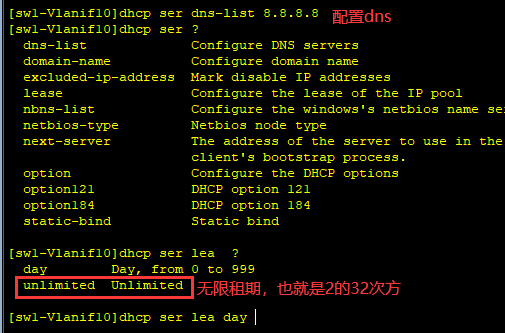 [sw1-Vlanif10]dhcp ser dns-list 8.8.8.8 配置dns
[sw1-Vlanif10]dhcp ser ?
dns-list Configure DNS servers
domain-name Configure domain name
excluded-ip-address Mark disable IP addresses
lease Configure the lease of the IP pool
nbns-list Configure the windows's netbios name se
netbios-type Netbios node type
next-server The address of the server to use in the
client's bootstrap process.
option Configure the DHCP options
option121 DHCP option 121
option184 DHCP option 184
static-bind Static bind
[sw1-Vlanif10]dhcp ser lea ?
day Day, from 0 to 999
unlimited Unlimited 无限租期，也就是2的32次方
[sw1-Vlanif10]dhcp ser lea day